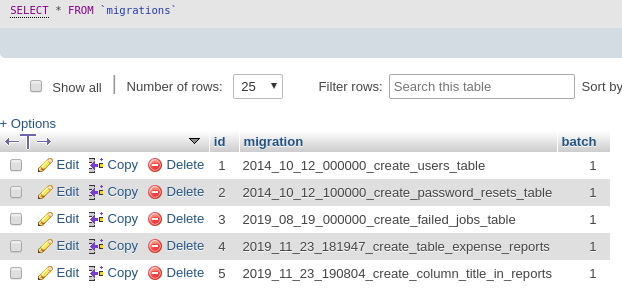 SELECT * FROM `migrations`
Show all Number of rows: 25 Filter rows: Search this table Sort by
+ Options
id migration batch
Edit Copy Delete 1 2014_10_12_000000_create_users_table 1
Edit Copy Delete 2 2014_10_12_100000_create_password_resets_table 1
Edit Copy Delete 3 2019_08_19_000000_create_failed_jobs_table 1
Edit Copy Delete 4 2019_11_23_181947_create_table_expense_reports 1
Edit Copy Delete 5 2019_11_23_190804_create_column_title_in_reports 1